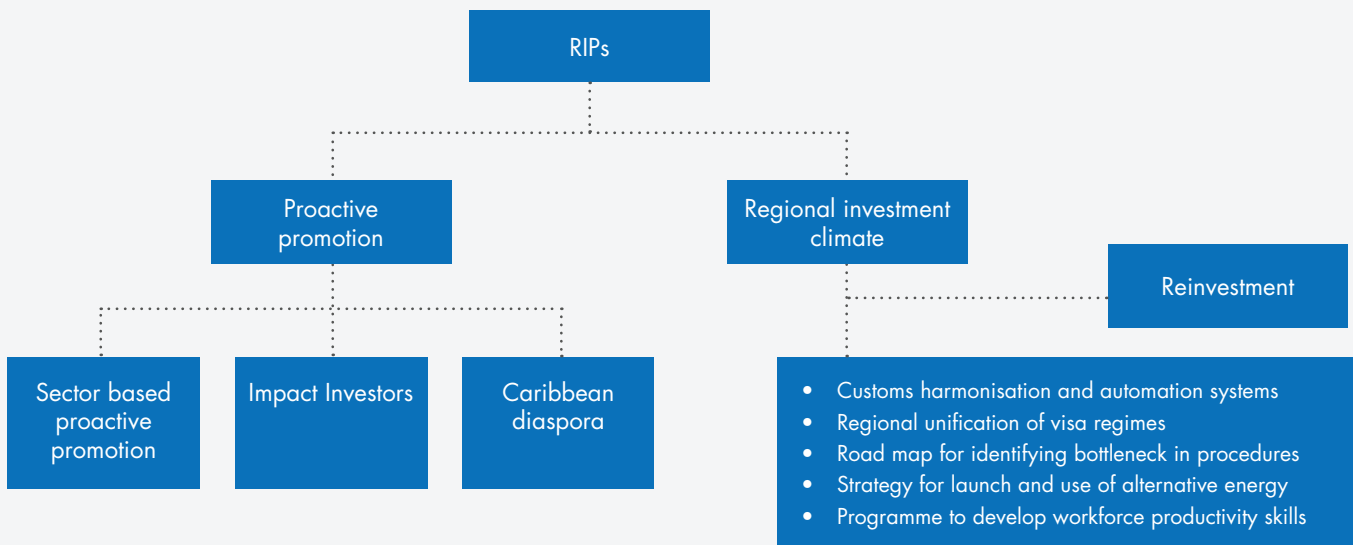 RIPs
Proactive
promotion
Regional investment
climate
Reinvestment
Sector based
proactive
promotion
Impact Investors
Caribbean
diaspora
• Customs harmonisation and automation systems
• Regional unification of visa regimes
• Road map for identifying bottleneck in procedures
• Strategy for launch and use of alternative energy
• Programme to develop workforce productivity skills